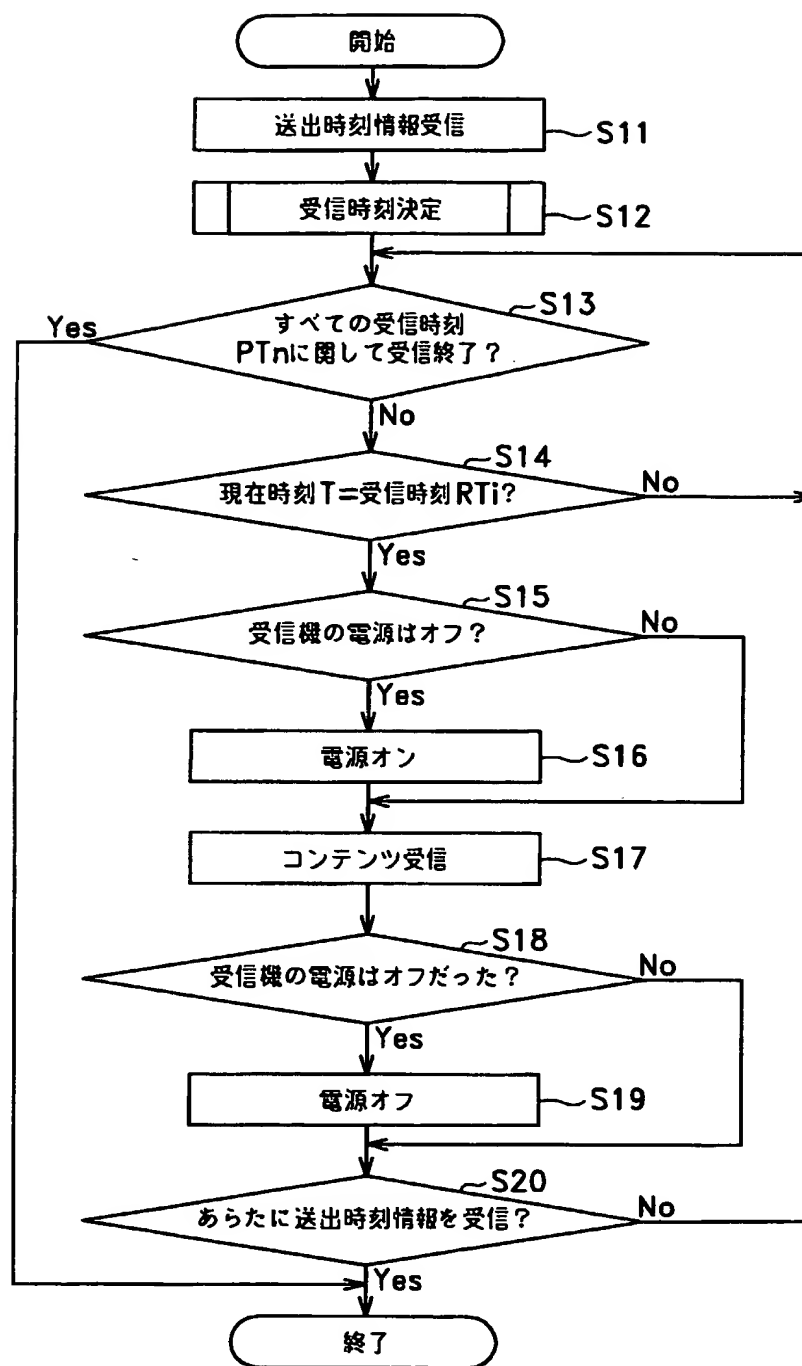 開始
送出時刻情報受信
S11
受信時刻決定
S12
すべての受信時刻
PTnに関して受信終了?
S13
Yes
No
現在時刻T=受信時刻RTi?
S14
No
Yes
受信機の電源はオフ?
S15
No
Yes
電源オン
S16
コンテンツ受信
S17
受信機の電源はオフだった?
S18
No
Yes
電源オフ
S19
あらたに送出時刻情報を受信?
S20
No
Yes
終了